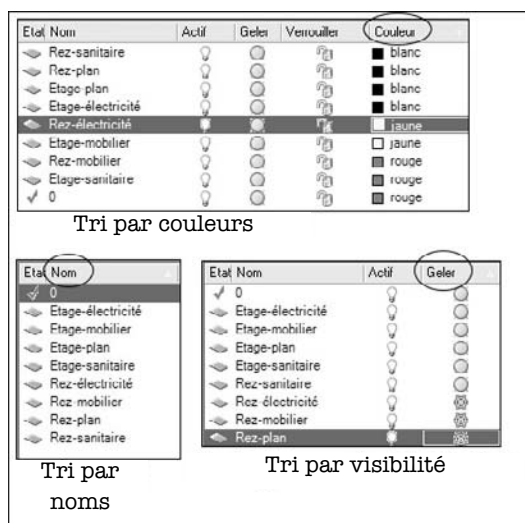 Etat Nom Actif Geler Verrouiller Couleur
Rez-sanitaire blanc
Rez-plan blanc
Etage-plan blanc
Etage-électricité blanc
Rez-électricité jaune
Etage-mobilier jaune
Rez-mobilier rouge
Etage-sanitaire rouge
0 rouge
Tri par couleurs
Etat Nom
0
Etage-électricité
Etage-mobilier
Etage-plan
Etage-sanitaire
Rez-électricité
Rez-mobilier
Rez-plan
Rez-sanitaire
Tri par
noms
Etat Nom Actif Geler
0
Etage-électricité
Etage-mobilier
Etage-plan
Etage-sanitaire
Rez-sanitaire
Rez-électricité
Rez-mobilier
Rez-plan
Tri par visibilité